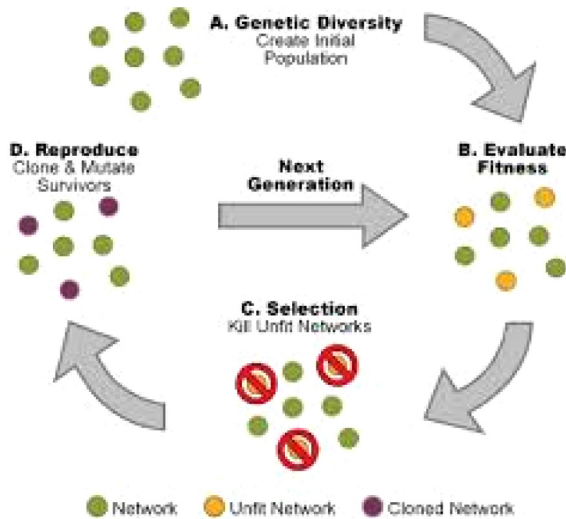 A. Genetic Diversity
Create Initial
Population
D. Reproduce
Clone & Mutate
Survivors
Next
Generation
B. Evaluate
Fitness
C. Selection
Kill Unfit Networks
Network
Unfit Network
Cloned Network